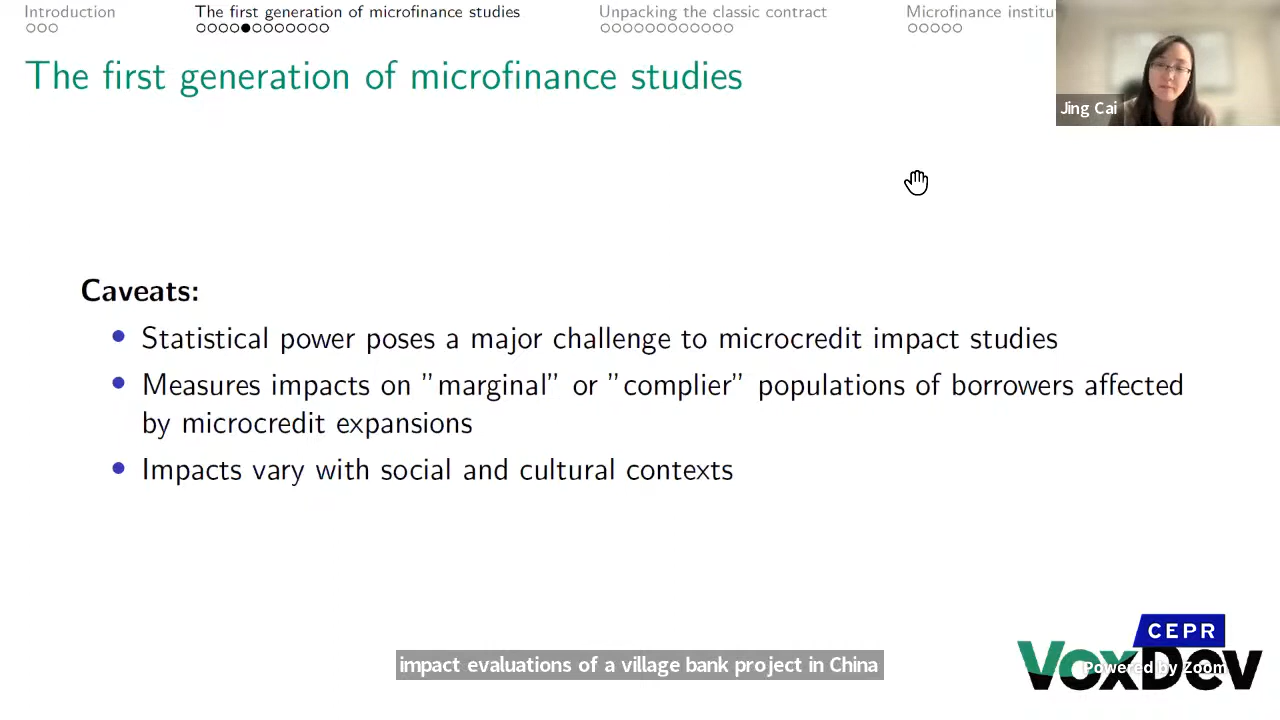 Introduction
The first generation of microfinance studies
Unpacking the classic contract
Microfinance institu
Jing Cai
The first generation of microfinance studies
Caveats:
• Statistical power poses a major challenge to microcredit impact studies
• Measures impacts on ”marginal” or ”complier” populations of borrowers affected
by microcredit expansions
• Impacts vary with social and cultural contexts
impact evaluations of a village bank project in China
CEPR
VoxDev
Powered by Zoom